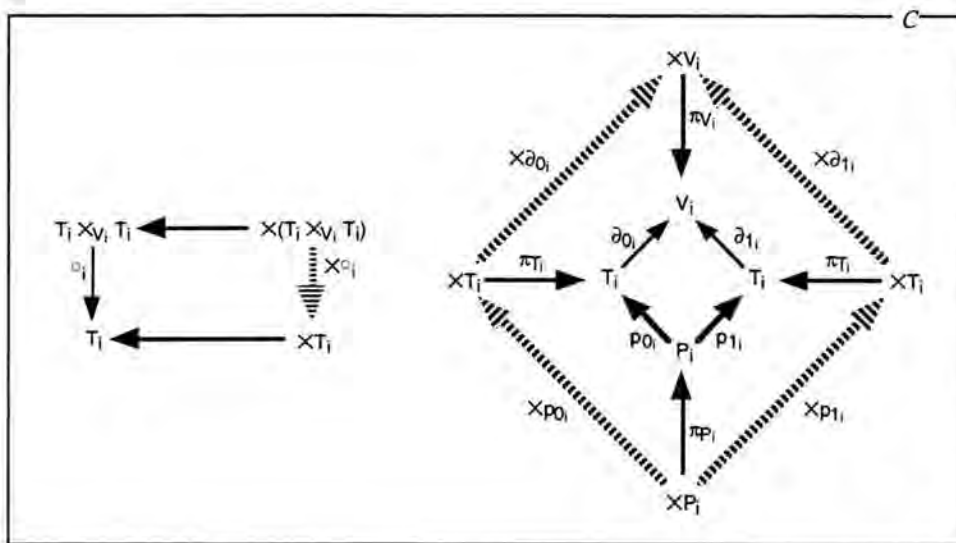 C
×Vᵢ
πVᵢ
×∂₀ᵢ ×∂₁ᵢ
Vᵢ
Tᵢ ×Vᵢ Tᵢ ×(Tᵢ ×Vᵢ Tᵢ)
∂₀ᵢ ∂₁ᵢ
□ᵢ ×□ᵢ
×Tᵢ πTᵢ Tᵢ Tᵢ πTᵢ ×Tᵢ
Tᵢ ×Tᵢ
p₀ᵢ Pᵢ p₁ᵢ
×p₀ᵢ ×p₁ᵢ
πPᵢ
×Pᵢ